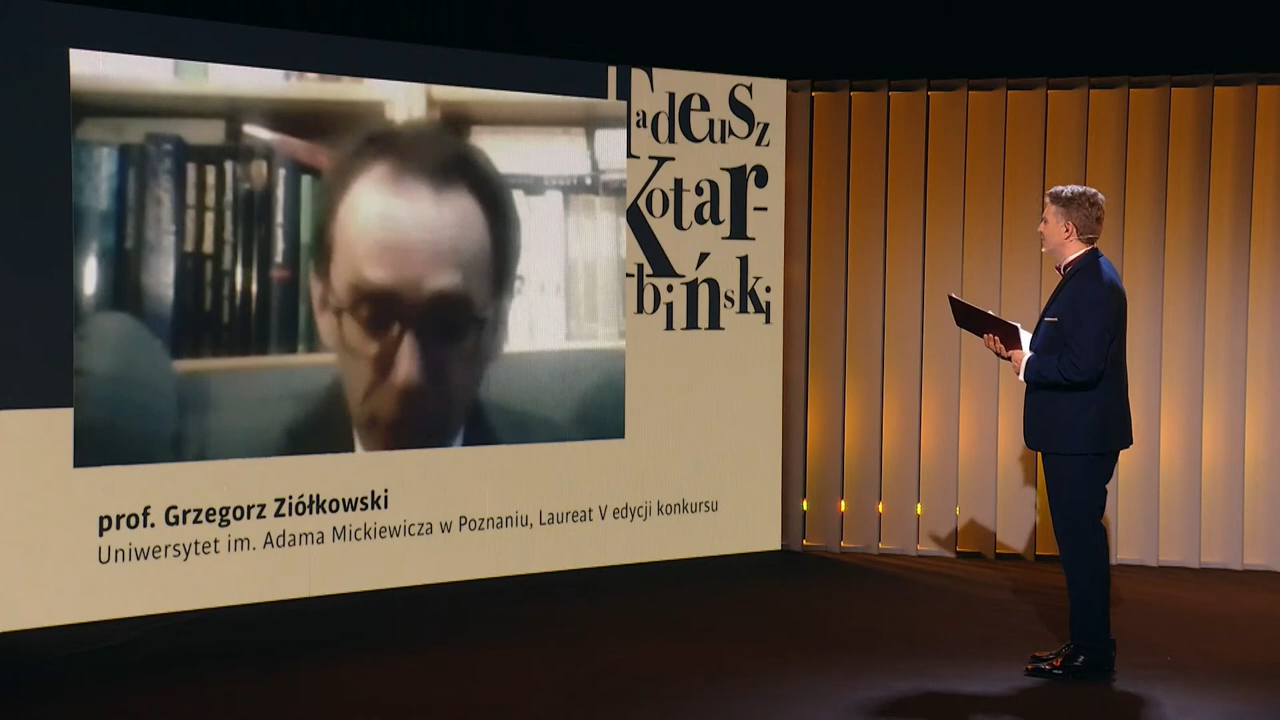 Tadeusz
Kotar-
biński
prof. Grzegorz Ziółkowski
Uniwersytet im. Adama Mickiewicza w Poznaniu, Laureat V edycji konkursu